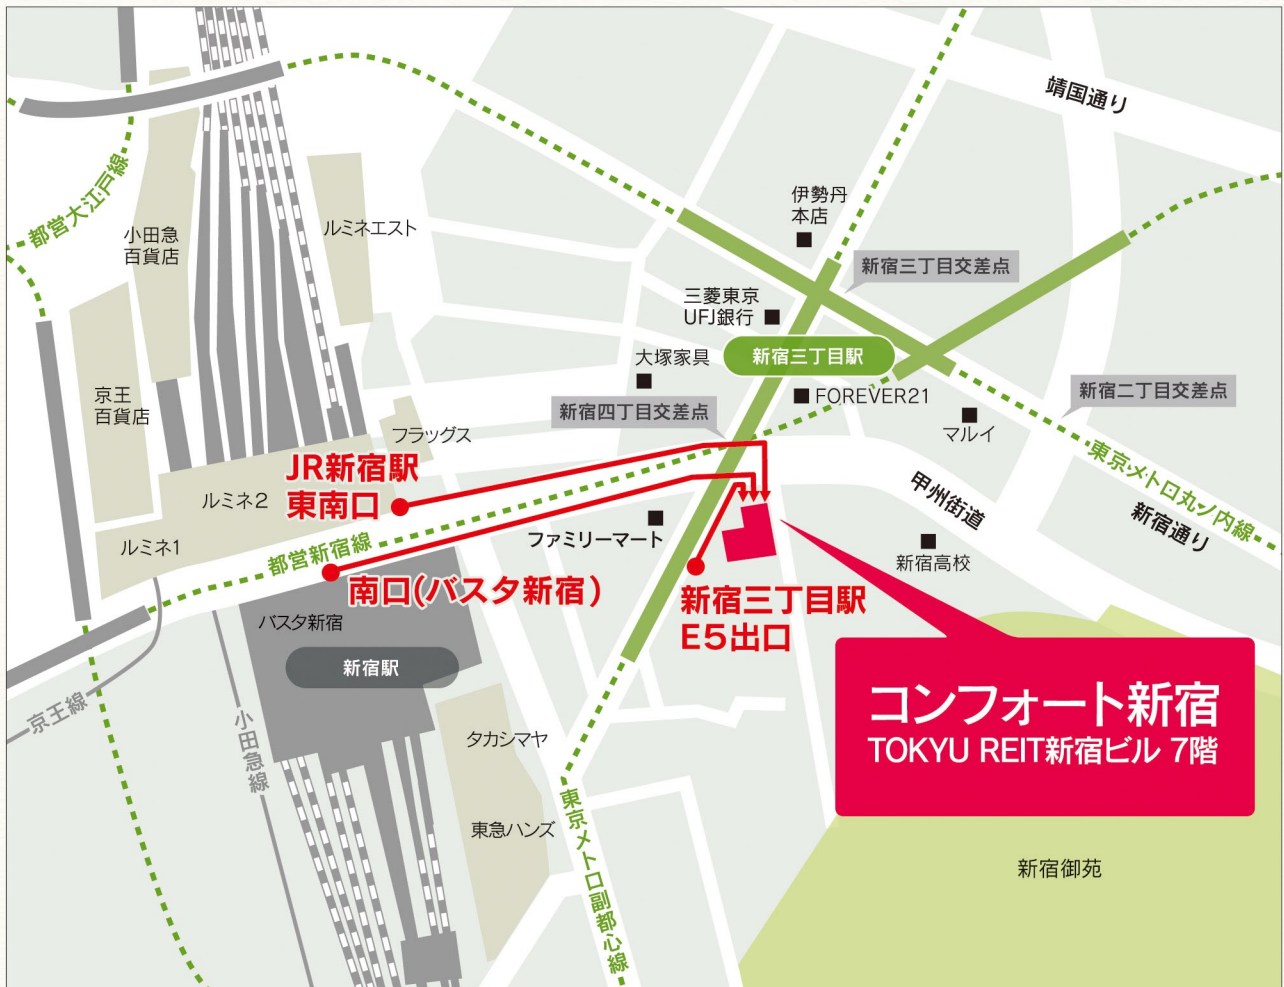 靖国通り
都営大江戸線
小田急
百貨店
ルミネエスト
伊勢丹
本店
新宿三丁目交差点
三菱東京
UFJ銀行
大塚家具
新宿三丁目駅
京王
百貨店
新宿四丁目交差点
FOREVER21
新宿二丁目交差点
フラッグス
マルイ
JR新宿駅
東南口
ルミネ2
東京メトロ丸ノ内線
甲州街道
新宿通り
ルミネ1
都営新宿線
ファミリーマート
新宿高校
南口(バスタ新宿)
新宿三丁目駅
E5出口
バスタ新宿
新宿駅
京王線
小田急線
タカシマヤ
コンフォート新宿
TOKYU REIT新宿ビル 7階
東急ハンズ
東京メトロ副都心線
新宿御苑